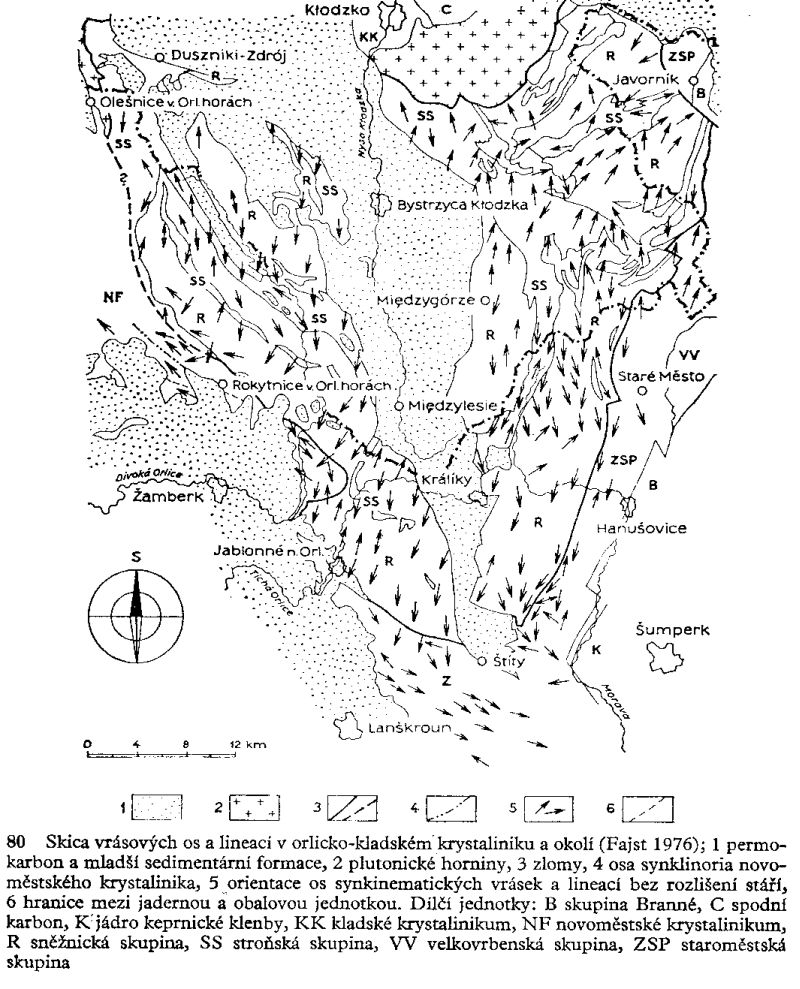 Kłodzko
C
KK
R
ZSP
Duszniki-Zdrój
R
Javorník
B
Olešnice v. Orl. horách
SS
SS
SS
Nysa Kłodzka
?
R
SS
R
R
Bystrzyca Kłodzka
SS
SS
NF
R
SS
Międzygórze
R
R
VV
Staré Město
Rokytnice v. Orl. horách
Międzylesie
ZSP
Divoká Orlice
Žamberk
Králíky
SS
B
R
Hanušovice
Jablonné n. Orl.
R
S
Tichá Orlice
Šumperk
K
Štíty
Z
Morava
Lanškroun
0 4 8 12 km
1 2 3 4 5 6
80 Skica vrásových os a lineací v orlicko-kladském krystaliniku a okolí (Fajst 1976); 1 permo-
karbon a mladší sedimentární formace, 2 plutonické horniny, 3 zlomy, 4 osa synklinoria novo-
městského krystalinika, 5 orientace os synkinematických vrásek a lineací bez rozlišení stáří,
6 hranice mezi jadernou a obalovou jednotkou. Dílčí jednotky: B skupina Branné, C spodní
karbon, K jádro keprnické klenby, KK kladské krystalinikum, NF novoměstské krystalinikum,
R sněžnická skupina, SS stroňská skupina, VV velkovrbenská skupina, ZSP staroměstská
skupina